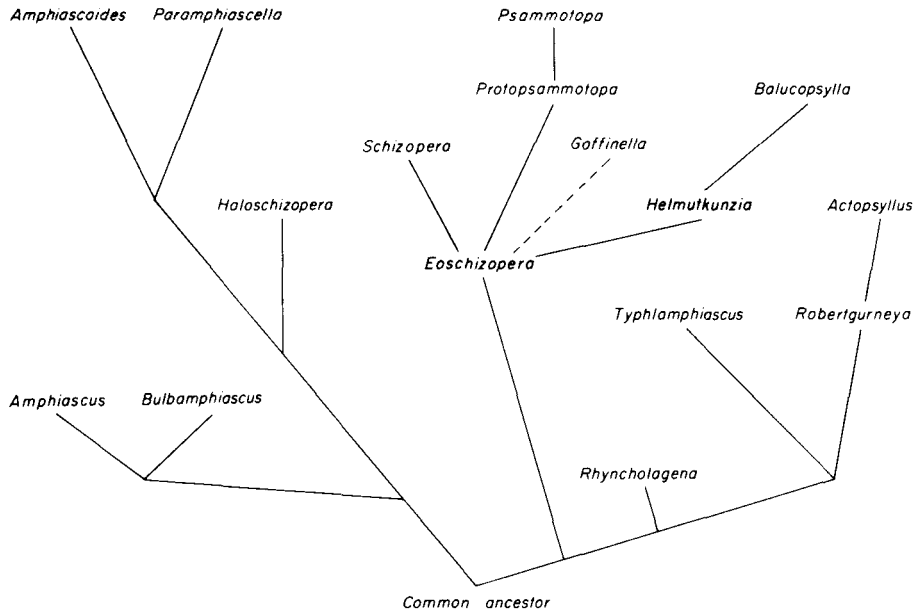 Amphiascoides
Paramphiascella
Psammotopa
Protopsammotopa
Balucopsylla
Schizopera
Goffinella
Haloschizopera
Helmutkunzia
Actopsyllus
Eoschizopera
Typhlamphiascus
Robertgurneya
Amphiascus
Bulbamphiascus
Rhyncholagena
Common ancestor